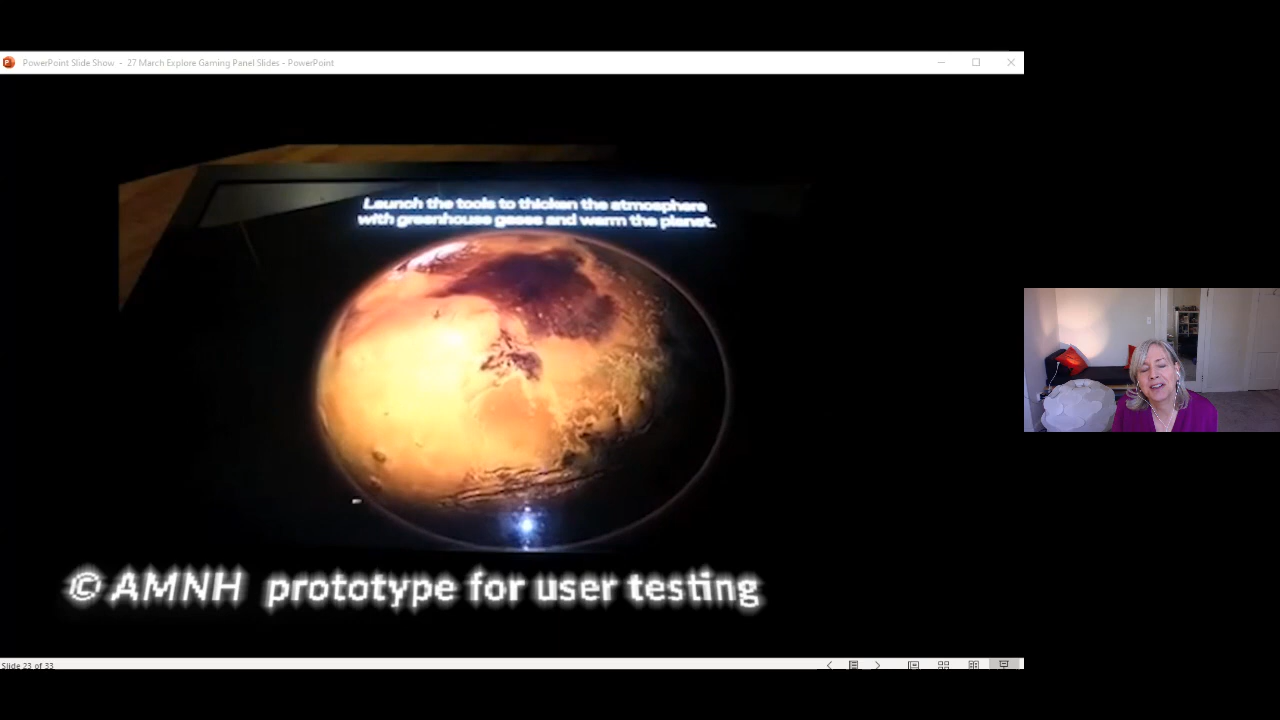 PowerPoint Slide Show - 27 March Explore Gaming Panel Slides - PowerPoint
Launch the tools to thicken the atmosphere
with greenhouse gases and warm the planet.
© AMNH prototype for user testing
Slide 23 of 33